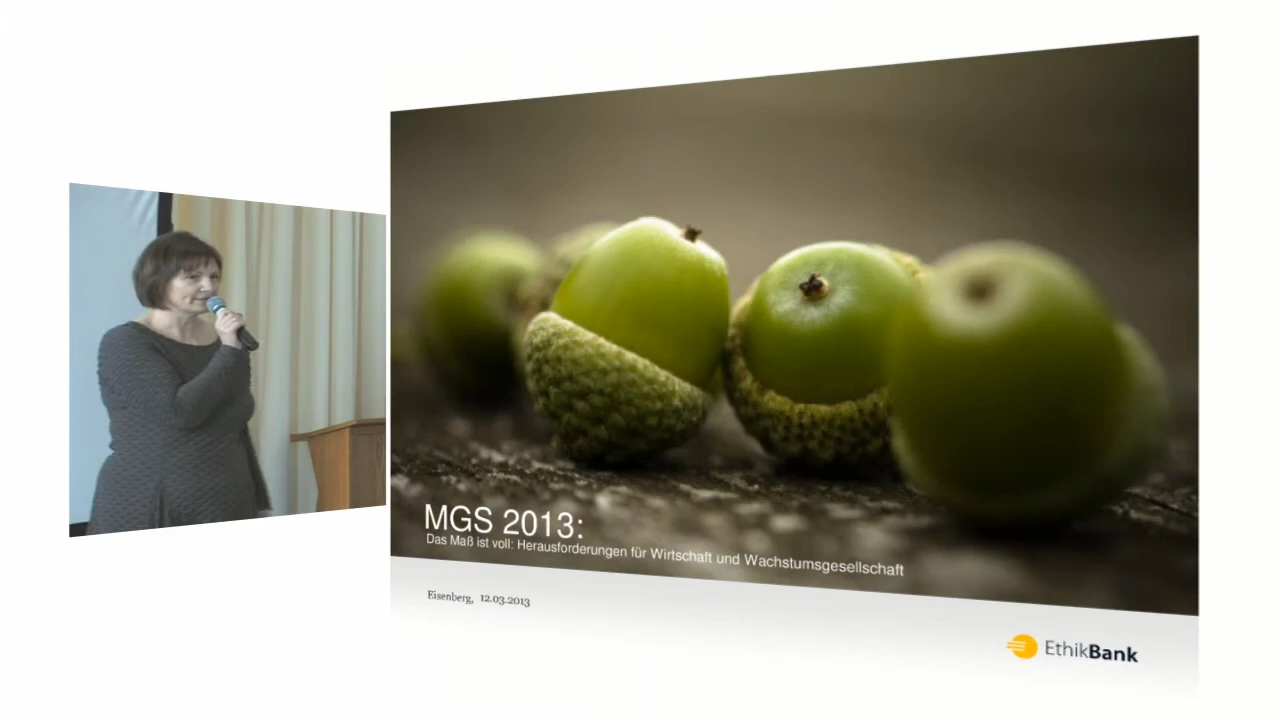 MGS 2013:
Das Maß ist voll: Herausforderungen für Wirtschaft und Wachstumsgesellschaft
Eisenberg, 12.03.2013
EthikBank